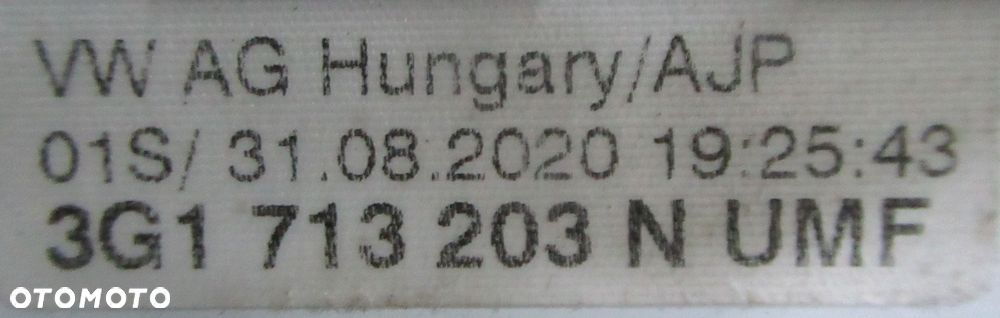 VW AG Hungary/AJP
01S/ 31.08.2020 19:25:43
3G1 713 203 N UMF
OTOMOTO